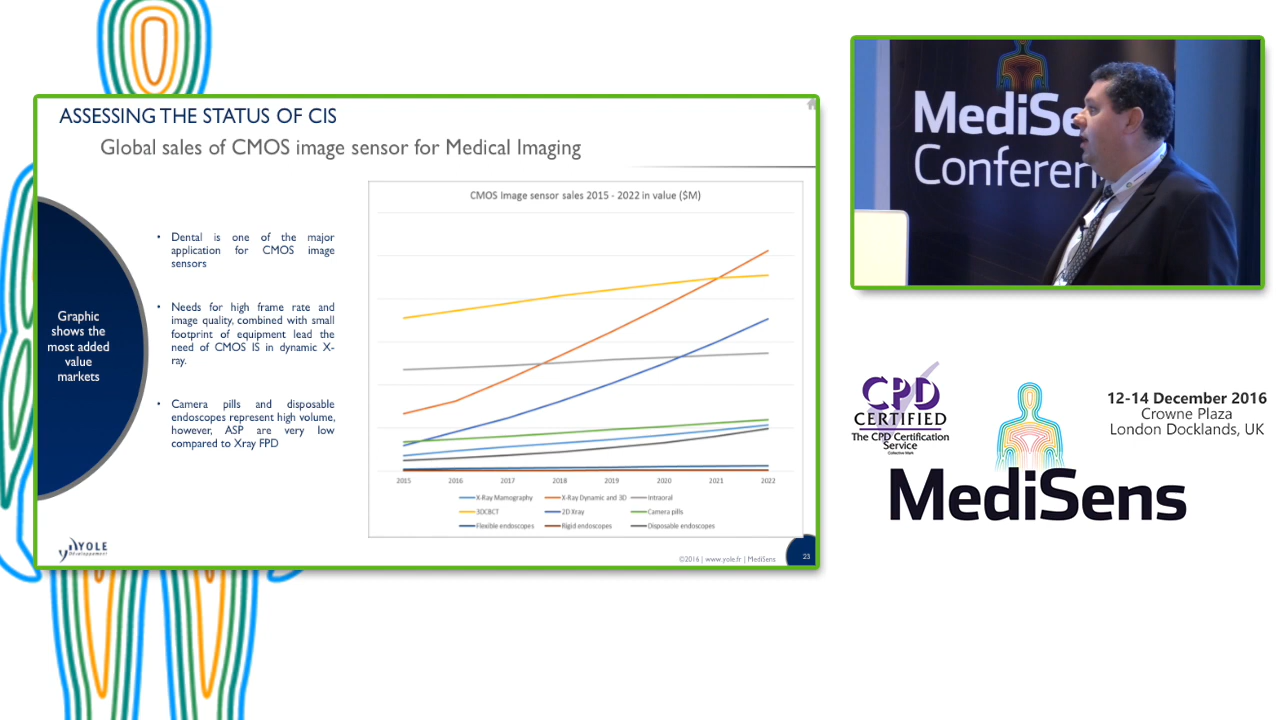 ASSESSING THE STATUS OF CIS
Global sales of CMOS image sensor for Medical Imaging
Graphic
shows the
most added
value
markets
• Dental is one of the major
application for CMOS image
sensors
• Needs for high frame rate and
image quality, combined with small
footprint of equipment lead the
need of CMOS IS in dynamic X-
ray.
• Camera pills and disposable
endoscopes represent high volume,
however, ASP are very low
compared to Xray FPD
CMOS Image sensor sales 2015 - 2022 in value ($M)
2015 2016 2017 2018 2019 2020 2021 2022
X-Ray Mamography X-Ray Dynamic and 3D Intraoral
3DCBCT 2D Xray Camera pills
Flexible endoscopes Rigid endoscopes Disposable endoscopes
YOLE
Développement
©2016 | www.yole.fr | MediSens
23
MediSe
Conferen
CPD
CERTIFIED
The CPD Certification
Service
Collective Mark
12-14 December 2016
Crowne Plaza
London Docklands, UK
MediSens